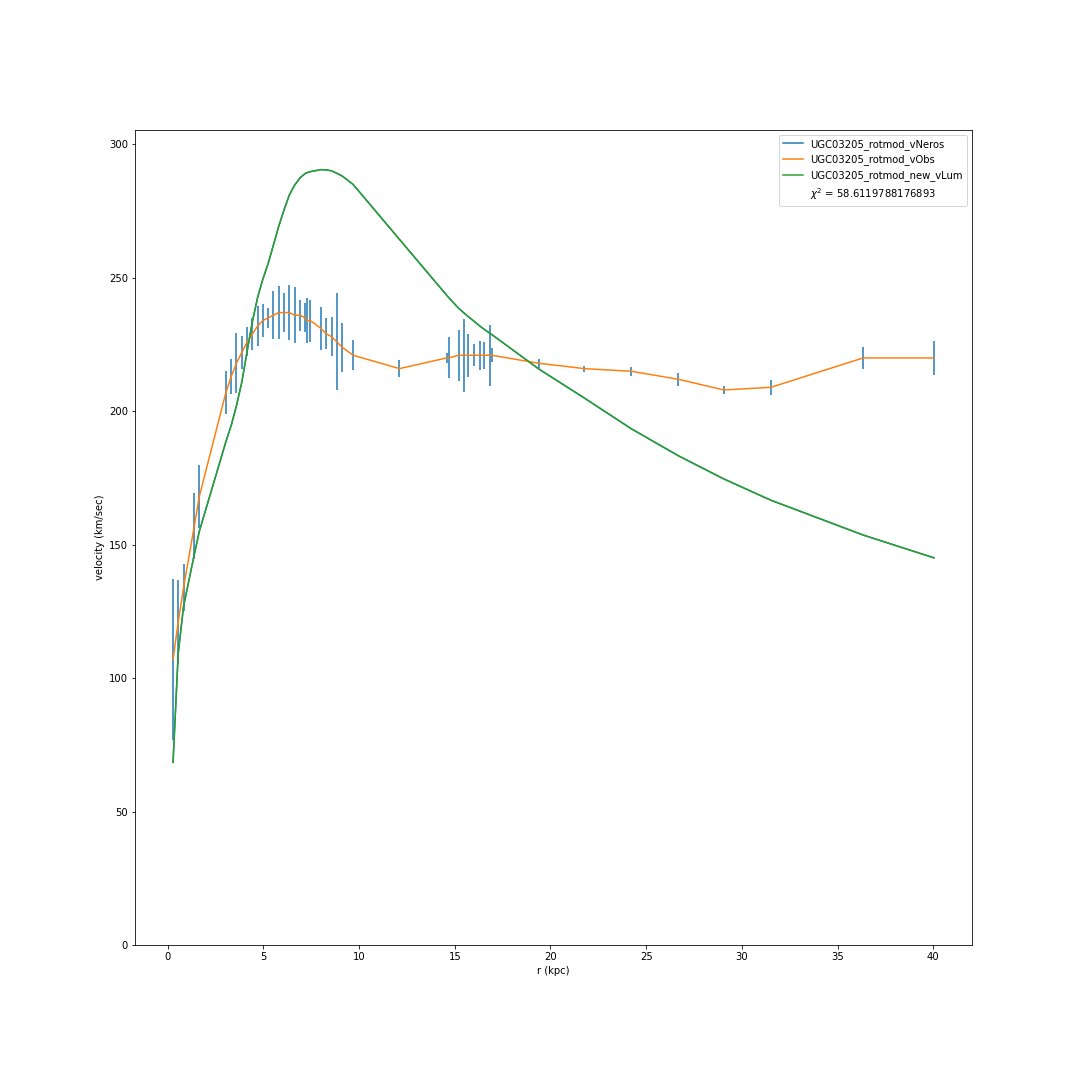 300
250
200
150
100
50
0
velocity (km/sec)
UGC03205_rotmod_vNeros
UGC03205_rotmod_vObs
UGC03205_rotmod_new_vLum
χ² = 58.6119788176893
0 5 10 15 20 25 30 35 40
r (kpc)